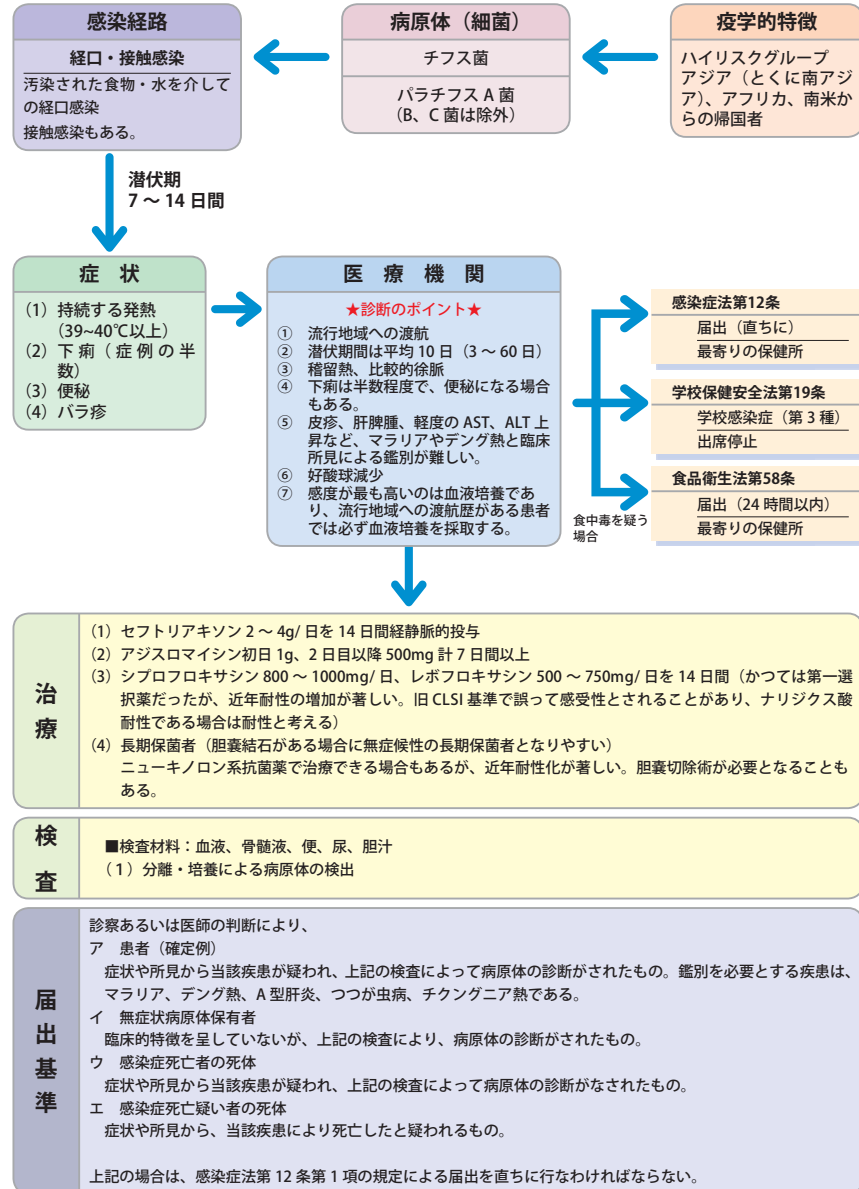 感染経路
経口・接触感染
汚染された食物・水を介して
の経口感染
接触感染もある。
病原体（細菌）
チフス菌
パラチフス A 菌
（B、C 菌は除外）
疫学的特徴
ハイリスクグループ
アジア（とくに南アジ
ア）、アフリカ、南米か
らの帰国者
潜伏期
7 ～ 14 日間
症 状
（1） 持続する発熱
（39~40℃以上）
（2） 下 痢（ 症 例 の 半
数）
（3） 便秘
（4） バラ疹
医 療 機 関
★診断のポイント★
① 流行地域への渡航
② 潜伏期間は平均 10 日（3 ～ 60 日）
③ 稽留熱、比較的徐脈
④ 下痢は半数程度で、便秘になる場合
もある。
⑤ 皮疹、肝脾腫、軽度の AST、ALT 上
昇など、マラリアやデング熱と臨床
所見による鑑別が難しい。
⑥ 好酸球減少
⑦ 感度が最も高いのは血液培養であ
り、流行地域への渡航歴がある患者
では必ず血液培養を採取する。
感染症法第12条
届出（直ちに）
最寄りの保健所
学校保健安全法第19条
学校感染症（第 3 種）
出席停止
食品衛生法第58条
届出（24 時間以内）
最寄りの保健所
食中毒を疑う
場合
治療
（1） セフトリアキソン 2 ～ 4g/ 日を 14 日間経静脈的投与
（2） アジスロマイシン初日 1g、2 日目以降 500mg 計 7 日間以上
（3） シプロフロキサシン 800 ～ 1000mg/ 日、レボフロキサシン 500 ～ 750mg/ 日を 14 日間（かつては第一選
択薬だったが、近年耐性の増加が著しい。旧 CLSI 基準で誤って感受性とされることがあり、ナリジクス酸
耐性である場合は耐性と考える）
（4） 長期保菌者（胆嚢結石がある場合に無症候性の長期保菌者となりやすい）
ニューキノロン系抗菌薬で治療できる場合もあるが、近年耐性化が著しい。胆嚢切除術が必要となることも
ある。
検査
■検査材料：血液、骨髄液、便、尿、胆汁
（１）分離・培養による病原体の検出
届出基準
診察あるいは医師の判断により、
ア 患者（確定例）
症状や所見から当該疾患が疑われ、上記の検査によって病原体の診断がされたもの。鑑別を必要とする疾患は、
マラリア、デング熱、A 型肝炎、つつが虫病、チクングニア熱である。
イ 無症状病原体保有者
臨床的特徴を呈していないが、上記の検査により、病原体の診断がされたもの。
ウ 感染症死亡者の死体
症状や所見から当該疾患が疑われ、上記の検査によって病原体の診断がなされたもの。
エ 感染症死亡疑い者の死体
症状や所見から、当該疾患により死亡したと疑われるもの。
上記の場合は、感染症法第 12 条第 1 項の規定による届出を直ちに行なわければならない。